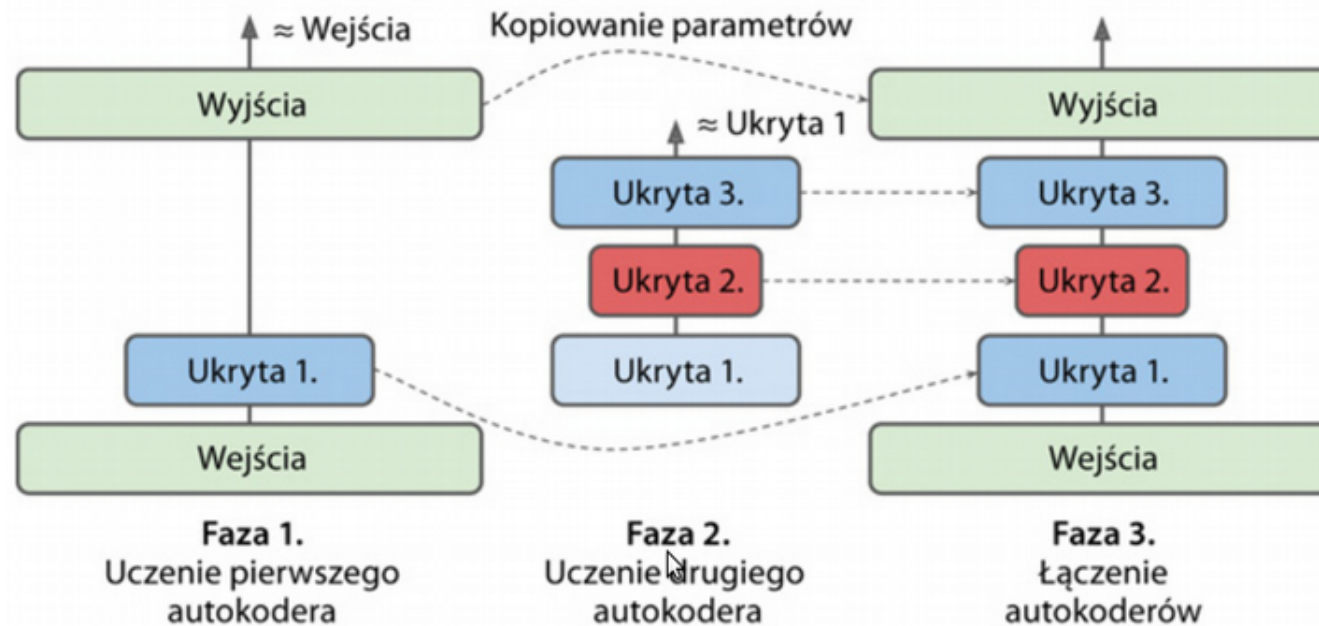 ≈ Wejścia
Wyjścia
Ukryta 1.
Wejścia
Faza 1.
Uczenie pierwszego
autokodera
Kopiowanie parametrów
≈ Ukryta 1
Ukryta 3.
Ukryta 2.
Ukryta 1.
Faza 2.
Uczenie drugiego
autokodera
Wyjścia
Ukryta 3.
Ukryta 2.
Ukryta 1.
Wejścia
Faza 3.
Łączenie
autokoderów